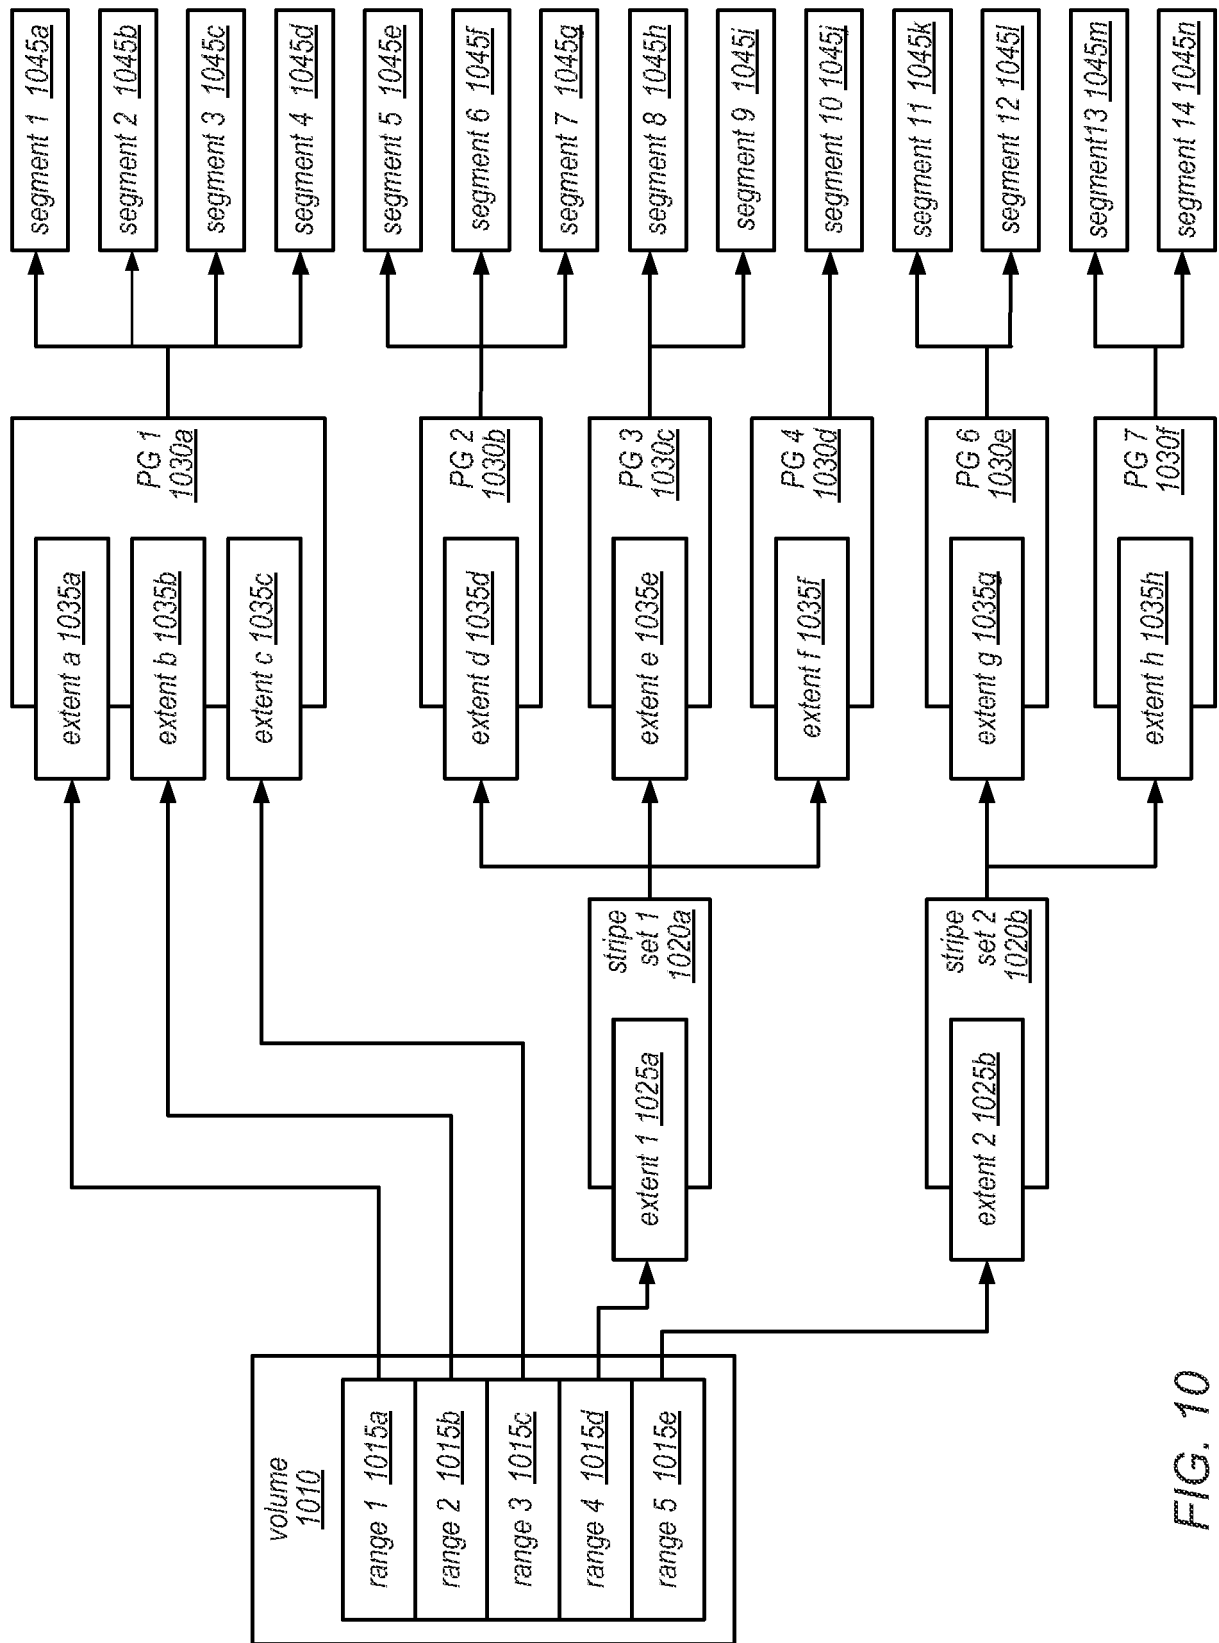 volume
1010
range 1 1015a
range 2 1015b
range 3 1015c
range 4 1015d
range 5 1015e
extent 1 1025a
stripe
set 1
1020a
extent 2 1025b
stripe
set 2
1020b
extent a 1035a
extent b 1035b
extent c 1035c
PG 1
1030a
extent d 1035d
PG 2
1030b
extent e 1035e
PG 3
1030c
extent f 1035f
PG 4
1030d
extent g 1035g
PG 6
1030e
extent h 1035h
PG 7
1030f
segment 1 1045a
segment 2 1045b
segment 3 1045c
segment 4 1045d
segment 5 1045e
segment 6 1045f
segment 7 1045g
segment 8 1045h
segment 9 1045i
segment 10 1045j
segment 11 1045k
segment 12 1045l
segment13 1045m
segment 14 1045n
FIG. 10